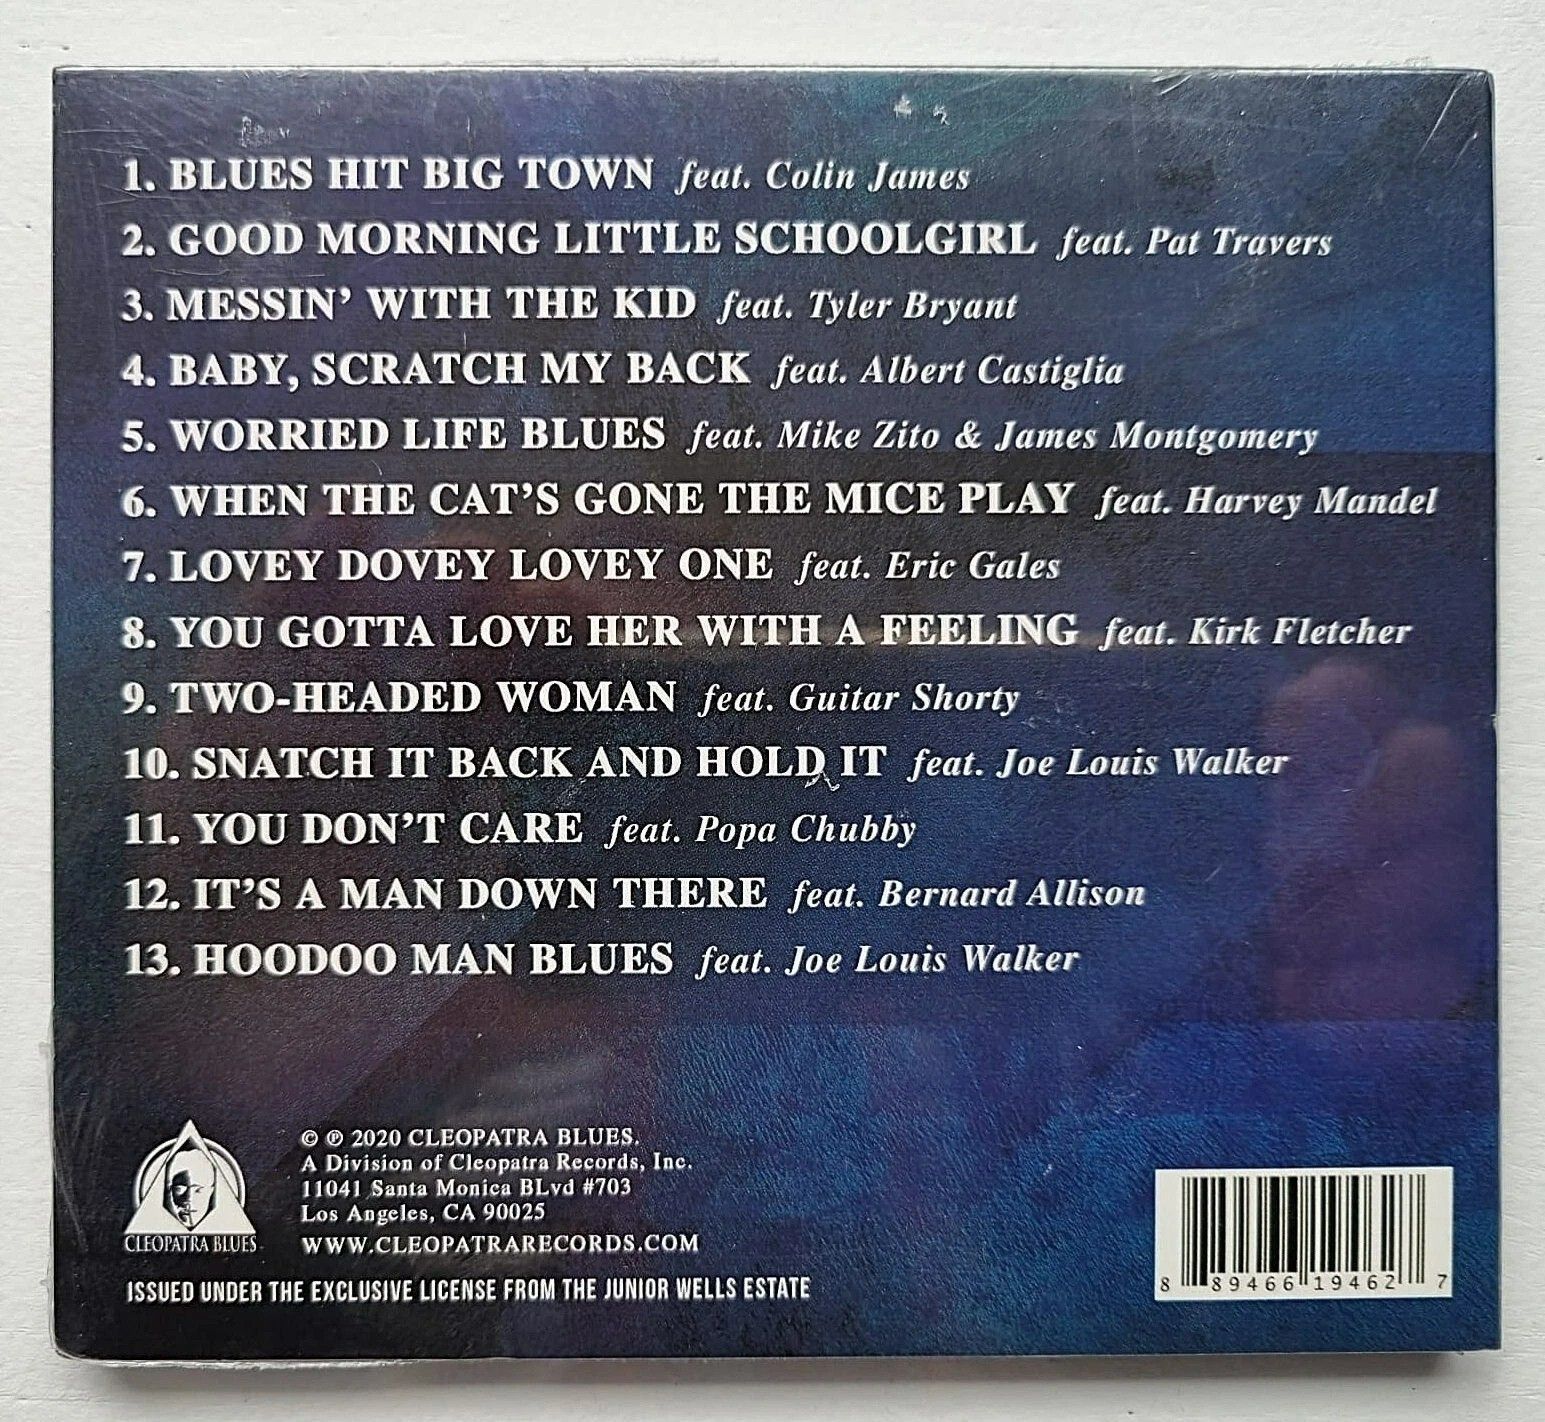 1. BLUES HIT BIG TOWN feat. Colin James
2. GOOD MORNING LITTLE SCHOOLGIRL feat. Pat Travers
3. MESSIN’ WITH THE KID feat. Tyler Bryant
4. BABY, SCRATCH MY BACK feat. Albert Castiglia
5. WORRIED LIFE BLUES feat. Mike Zito & James Montgomery
6. WHEN THE CAT’S GONE THE MICE PLAY feat. Harvey Mandel
7. LOVEY DOVEY LOVEY ONE feat. Eric Gales
8. YOU GOTTA LOVE HER WITH A FEELING feat. Kirk Fletcher
9. TWO-HEADED WOMAN feat. Guitar Shorty
10. SNATCH IT BACK AND HOLD IT feat. Joe Louis Walker
11. YOU DON’T CARE feat. Popa Chubby
12. IT’S A MAN DOWN THERE feat. Bernard Allison
13. HOODOO MAN BLUES feat. Joe Louis Walker
© ℗ 2020 CLEOPATRA BLUES.
A Division of Cleopatra Records, Inc.
11041 Santa Monica BLvd #703
Los Angeles, CA 90025
WWW.CLEOPATRARECORDS.COM
CLEOPATRA BLUES
ISSUED UNDER THE EXCLUSIVE LICENSE FROM THE JUNIOR WELLS ESTATE
8 89466 19462 7